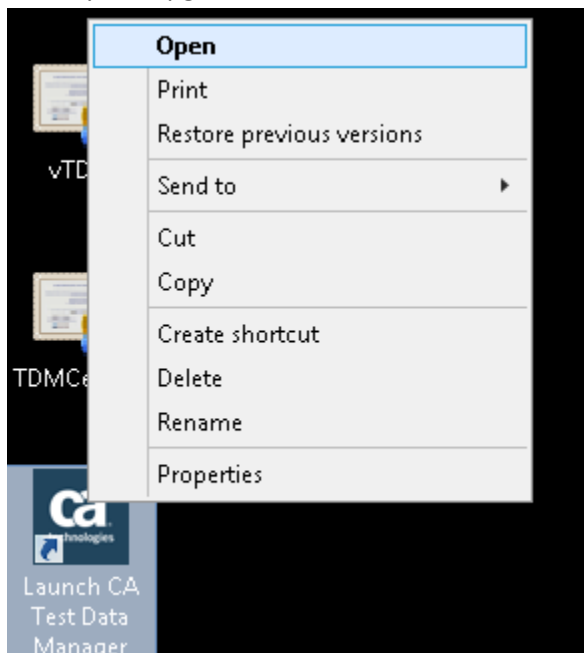 Open
Print
Restore previous versions
vTD
Send to
Cut
Copy
Create shortcut
TDMCe
Delete
Rename
Properties
ca
technologies
Launch CA
Test Data
Manager